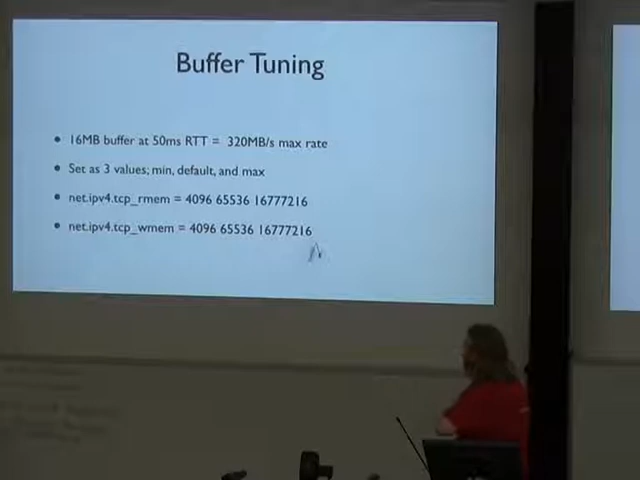 Buffer Tuning
• 16MB buffer at 50ms RTT = 320MB/s max rate
• Set as 3 values; min, default, and max
• net.ipv4.tcp_rmem = 4096 65536 16777216
• net.ipv4.tcp_wmem = 4096 65536 16777216